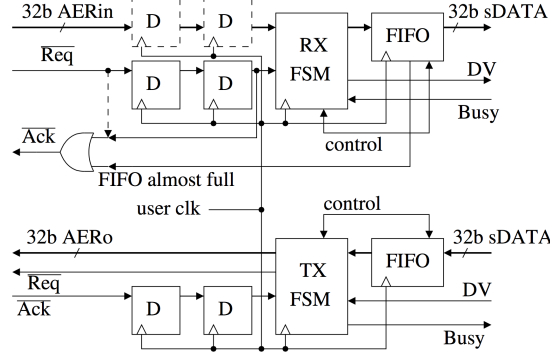 32b AERin
D
D
RX
FSM
FIFO
32b sDATA
Req
D
D
DV
Busy
Ack
control
FIFO almost full
user clk
control
32b AERo
TX
FSM
FIFO
32b sDATA
Req
Ack
D
D
DV
Busy